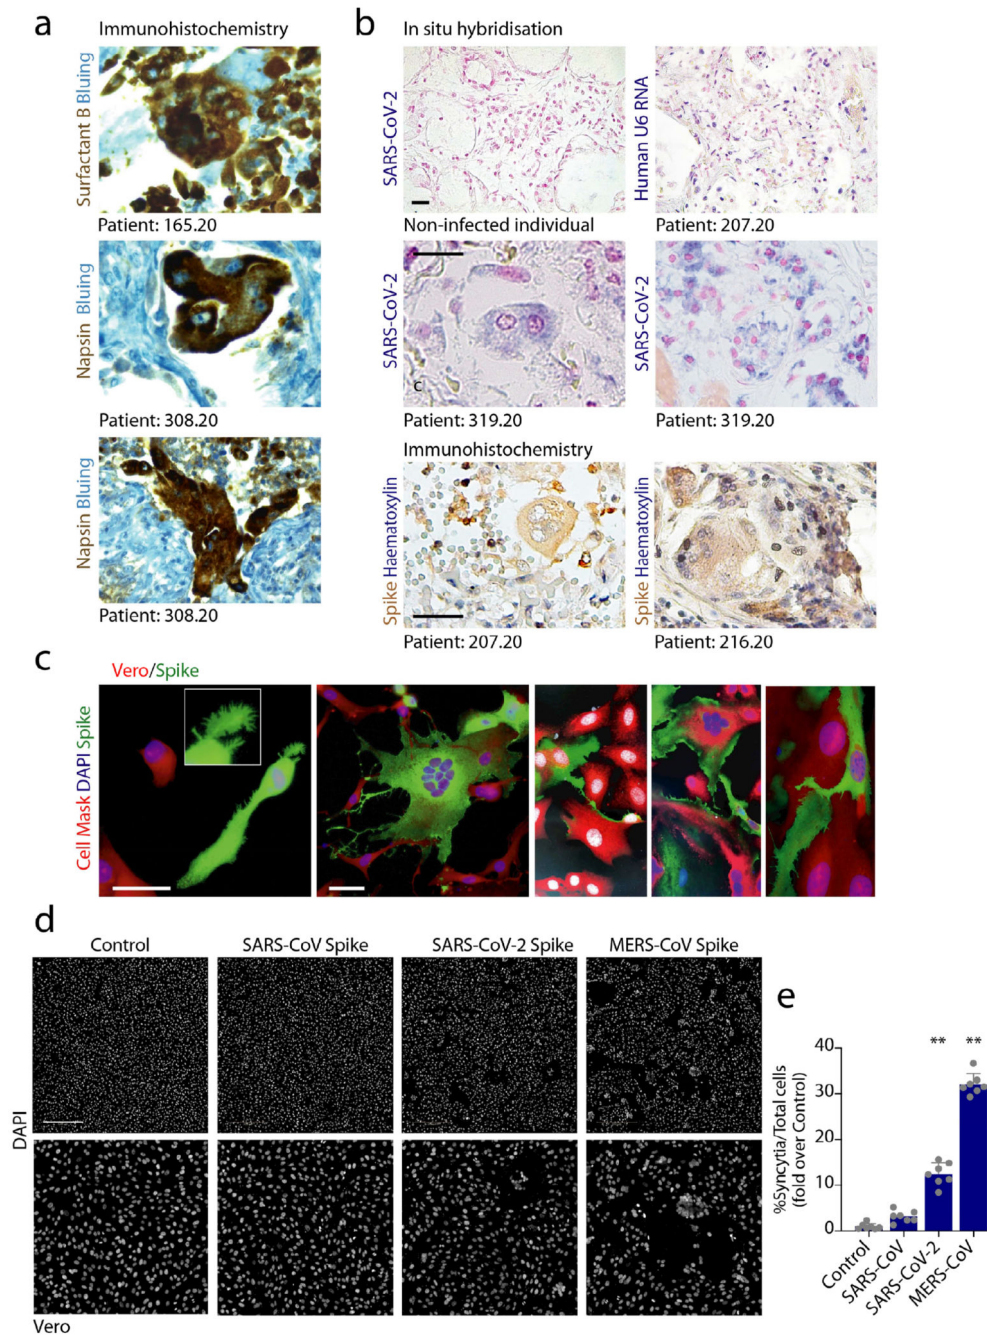 a
Immunohistochemistry
Surfactant B Bluing
Patient: 165.20
Napsin Bluing
Patient: 308.20
Napsin Bluing
Patient: 308.20
b
In situ hybridisation
SARS-CoV-2
Non-infected individual
Human U6 RNA
Patient: 207.20
SARS-CoV-2
c
Patient: 319.20
SARS-CoV-2
Patient: 319.20
Immunohistochemistry
Spike Haematoxylin
Patient: 207.20
Spike Haematoxylin
Patient: 216.20
c
Vero/Spike
Cell Mask DAPI Spike
d
Control
SARS-CoV Spike
SARS-CoV-2 Spike
MERS-CoV Spike
DAPI
Vero
e
%Syncytia/Total cells
(fold over Control)
40
30
20
10
0
** **
Control
SARS-CoV
SARS-CoV-2
MERS-CoV